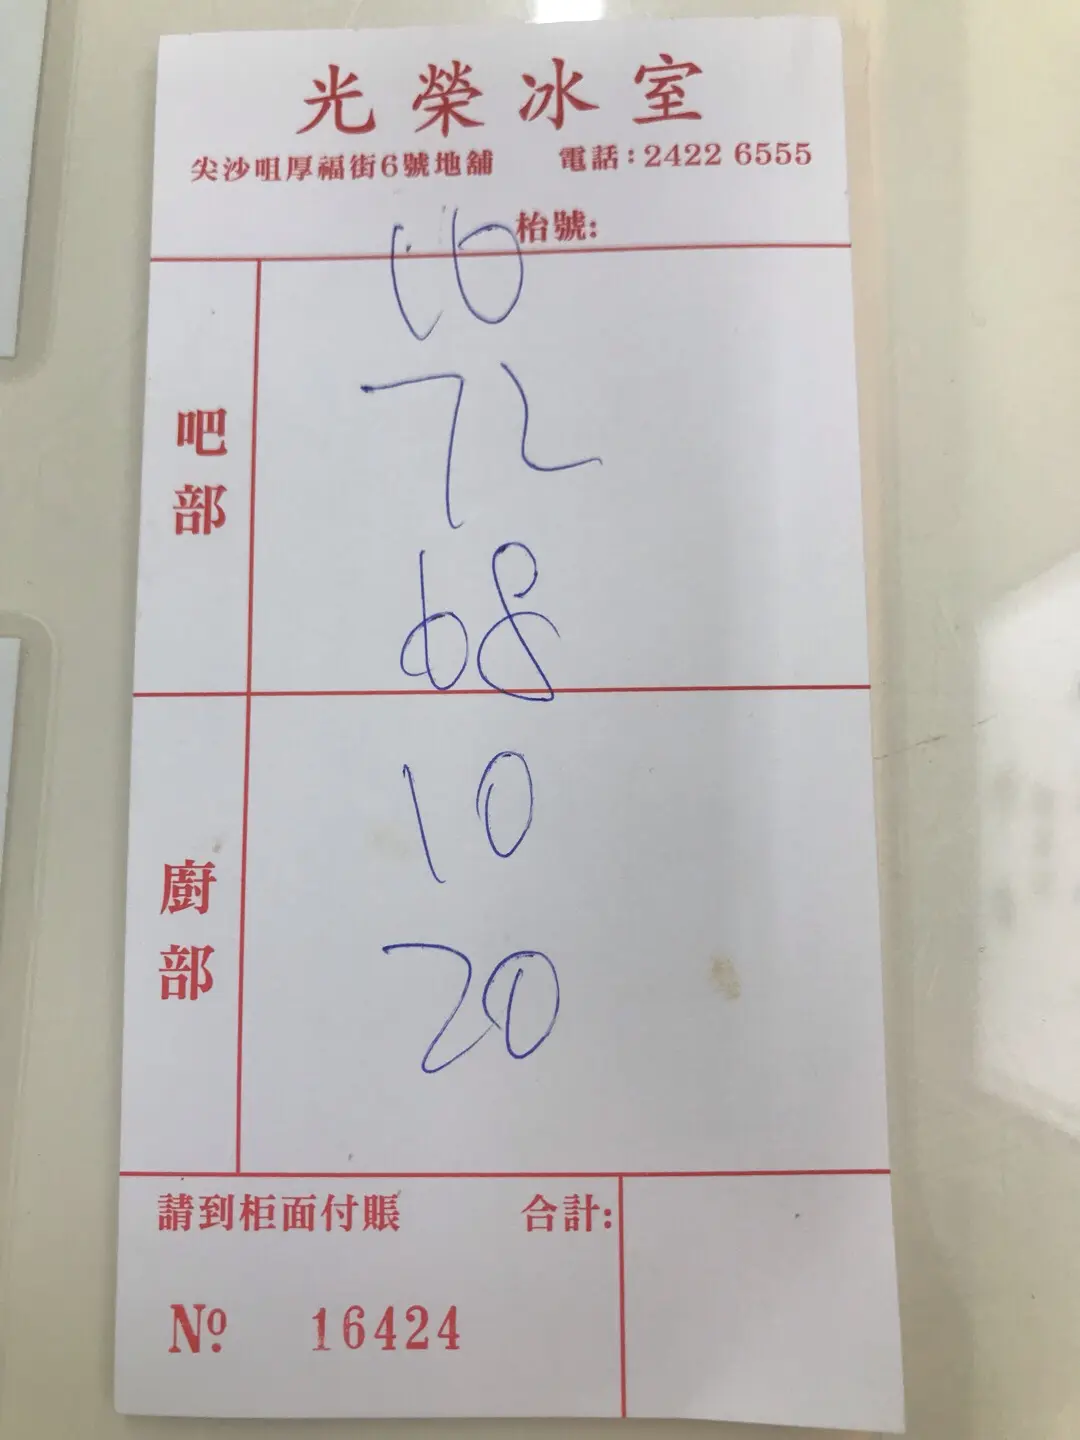 光榮冰室
尖沙咀厚福街6號地舖 電話：2422 6555
枱號:
10
吧部
72
68
廚部
10
20
請到柜面付賬 合計:
Nº 16424